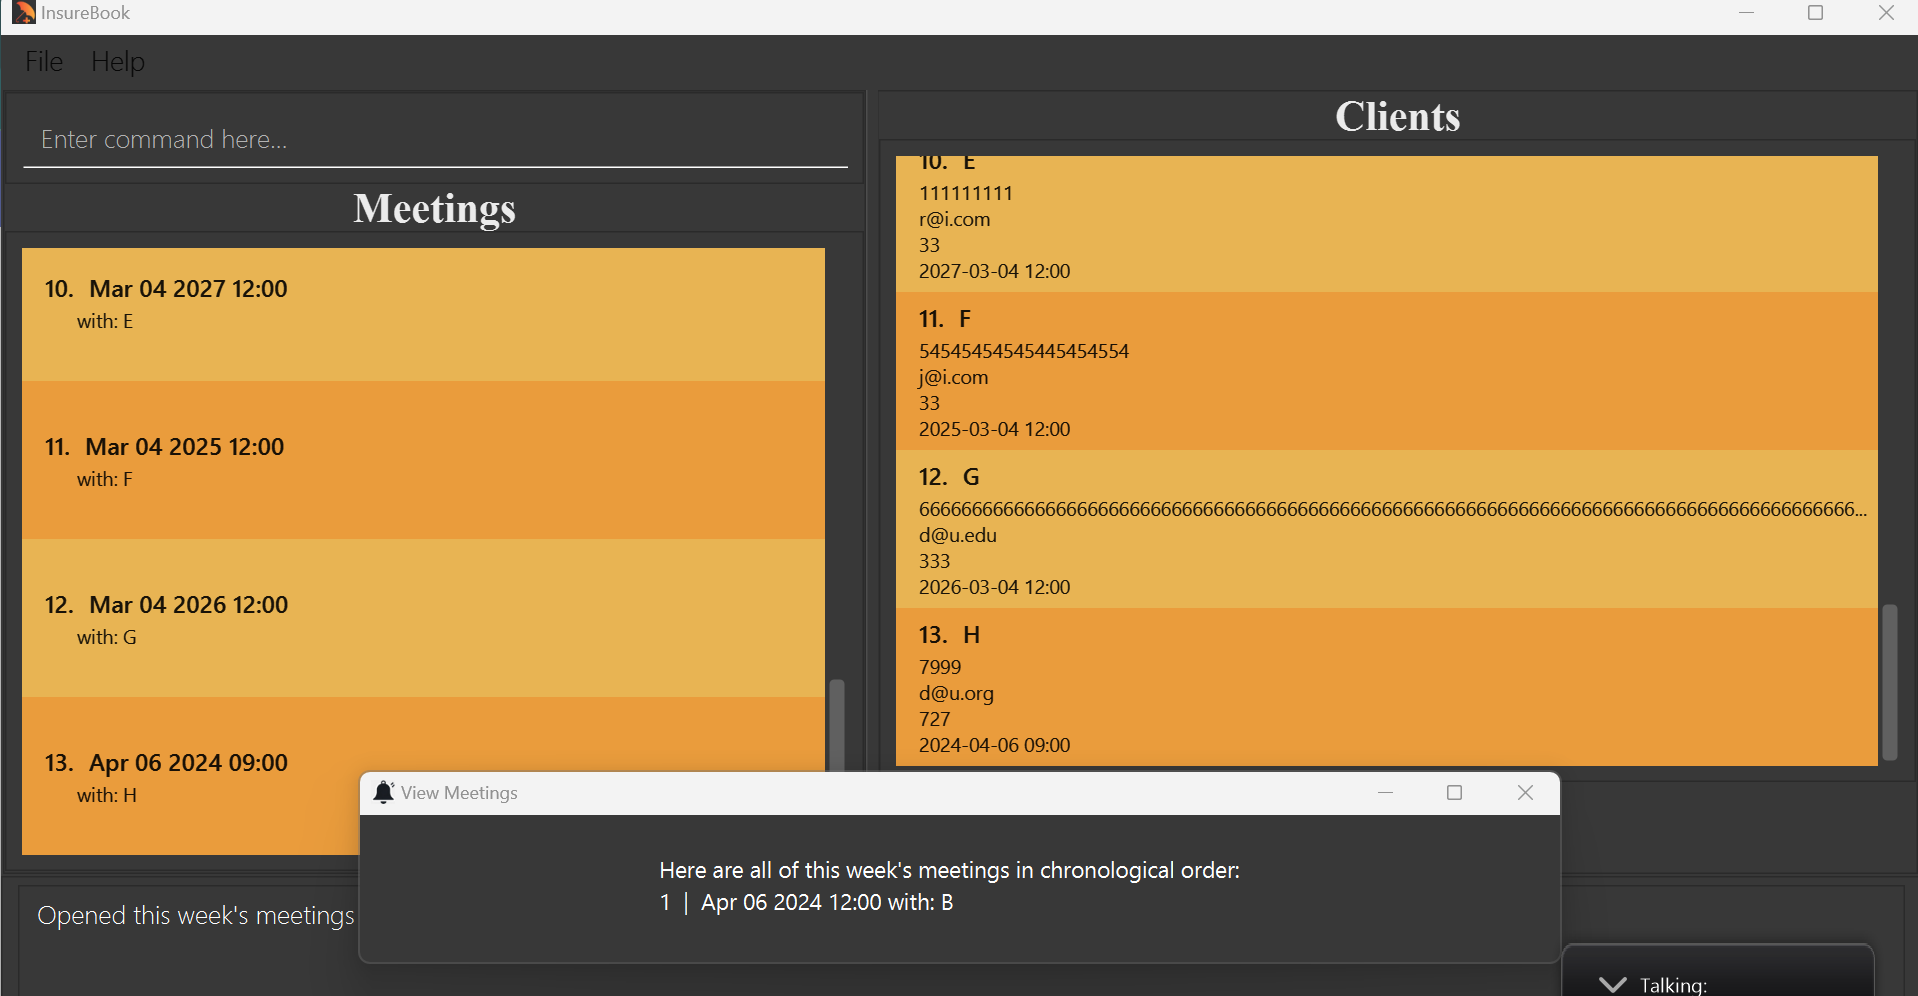 InsureBook
File Help
Enter command here...
Meetings
10. Mar 04 2027 12:00
with: E
11. Mar 04 2025 12:00
with: F
12. Mar 04 2026 12:00
with: G
13. Apr 06 2024 09:00
with: H
Clients
10. E
111111111
r@i.com
33
2027-03-04 12:00
11. F
54545454545445454554
j@i.com
33
2025-03-04 12:00
12. G
d@u.edu
333
2026-03-04 12:00
13. H
7999
d@u.org
727
2024-04-06 09:00
View Meetings
Here are all of this week's meetings in chronological order:
1 | Apr 06 2024 12:00 with: B
Opened this week's meetings
Talking: